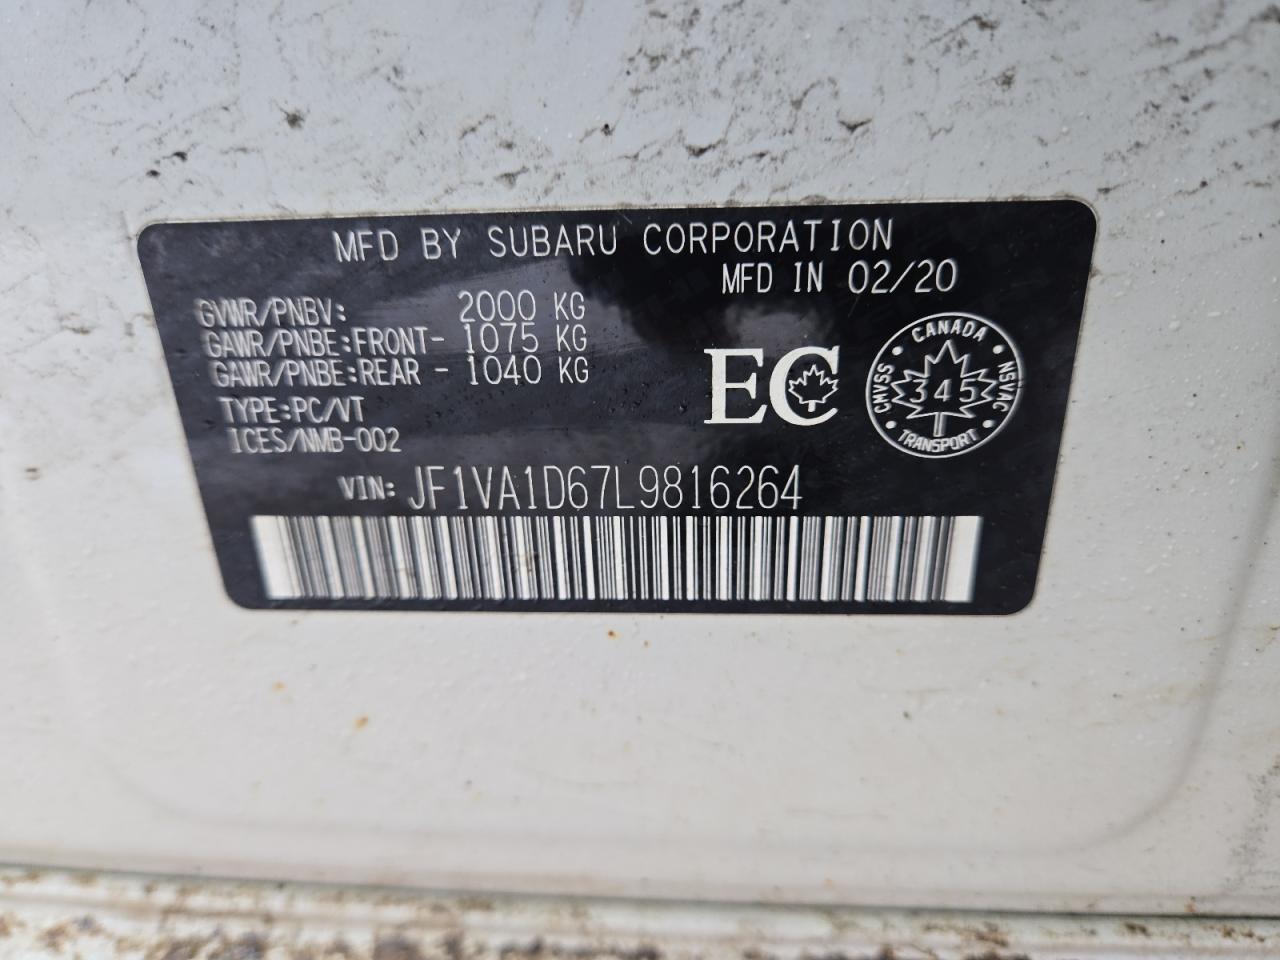 MFD BY SUBARU CORPORATION
MFD IN 02/20
GVWR/PNBV: 2000 KG
GAWR/PNBE:FRONT- 1075 KG
GAWR/PNBE:REAR - 1040 KG
TYPE:PC/VT
ICES/NMB-002
EC
CANADA
CMVSS 345 NSVAC
TRANSPORT
VIN: JF1VA1D67L9816264